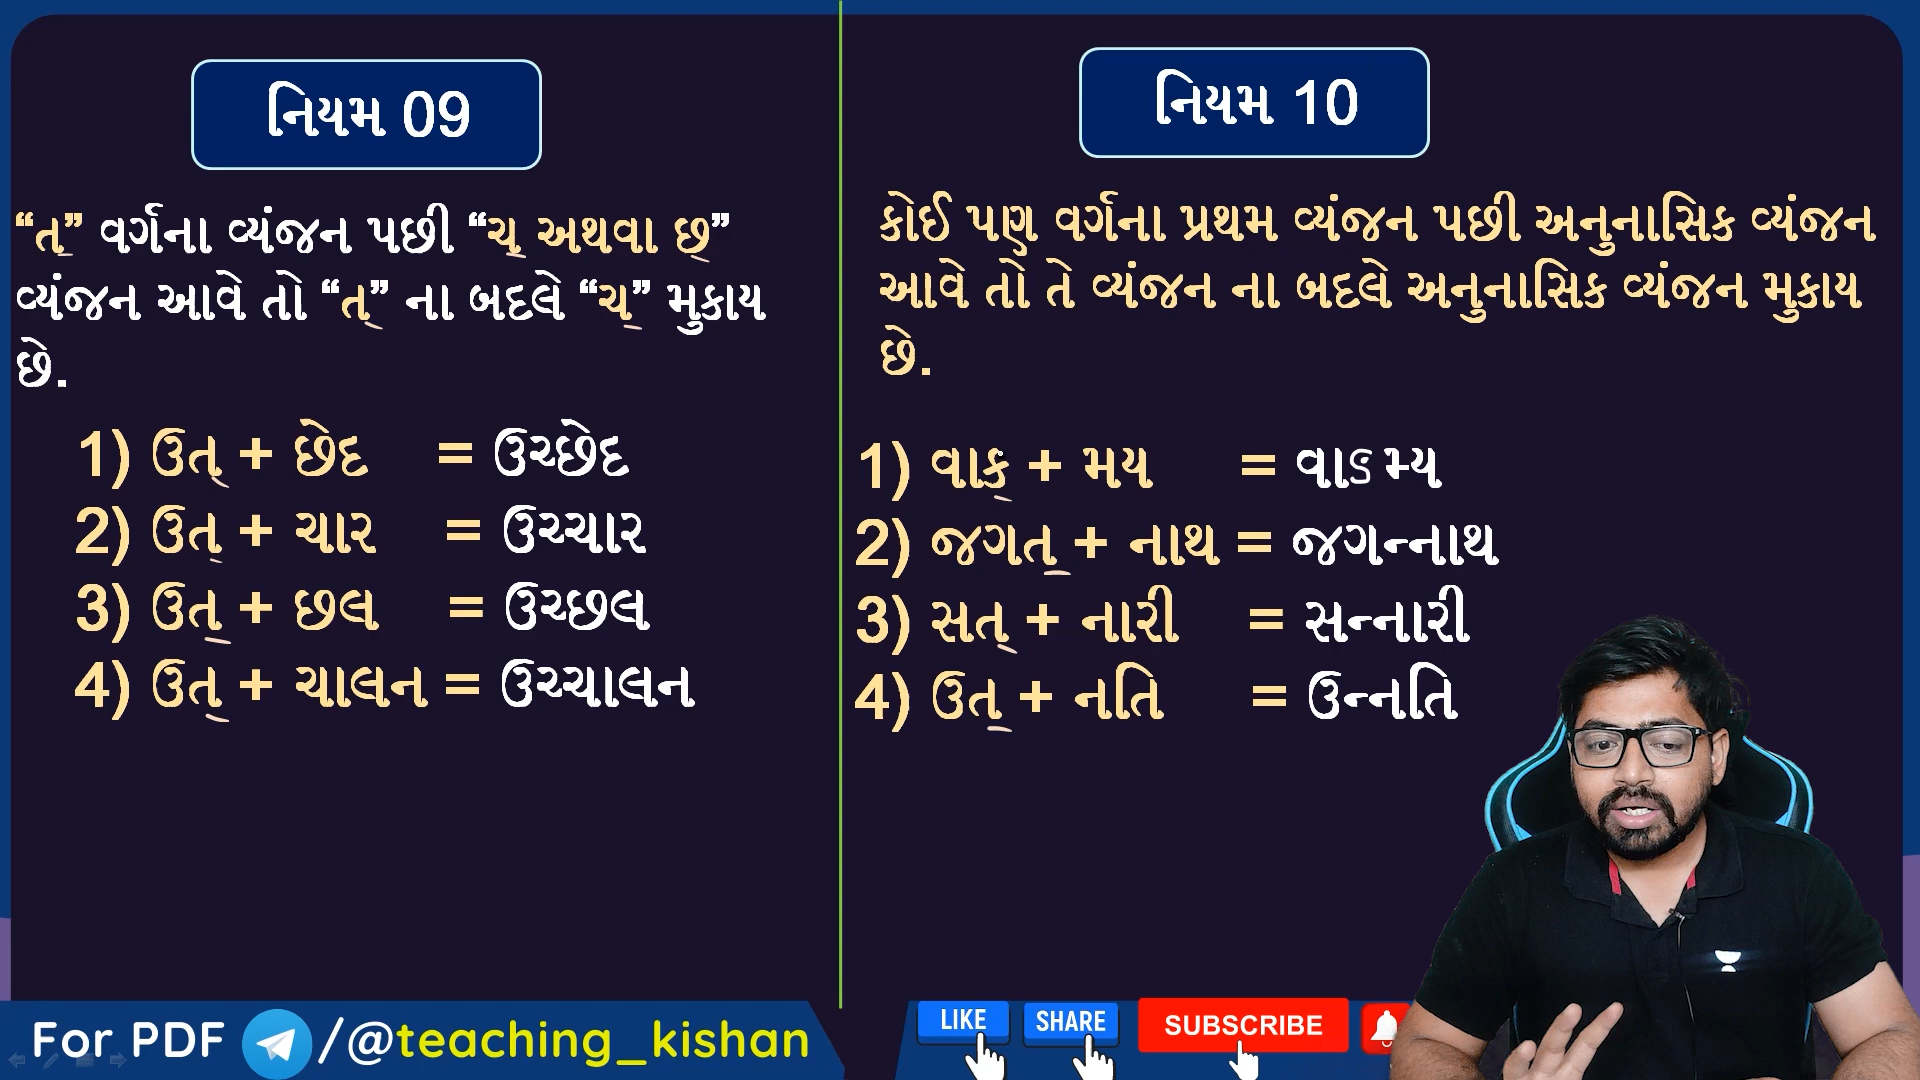 નિયમ 09
“ત્” વર્ગના વ્યંજન પછી “ચ્ અથવા છ્”
વ્યંજન આવે તો “ત્” ના બદલે “ચ્” મુકાય
છે.
1) ઉત્ + છેદ = ઉચ્છેદ
2) ઉત્ + ચાર = ઉચ્ચાર
3) ઉત્ + છલ = ઉચ્છલ
4) ઉત્ + ચાલન = ઉચ્ચાલન
નિયમ 10
કોઈ પણ વર્ગના પ્રથમ વ્યંજન પછી અનુનાસિક વ્યંજન
આવે તો તે વ્યંજન ના બદલે અનુનાસિક વ્યંજન મુકાય
છે.
1) વાક્ + મય = વાઙમ્ય
2) જગત્ + નાથ = જગન્નાથ
3) સત્ + નારી = સન્નારી
4) ઉત્ + નતિ = ઉન્નતિ
For PDF /@teaching_kishan
LIKE SHARE SUBSCRIBE